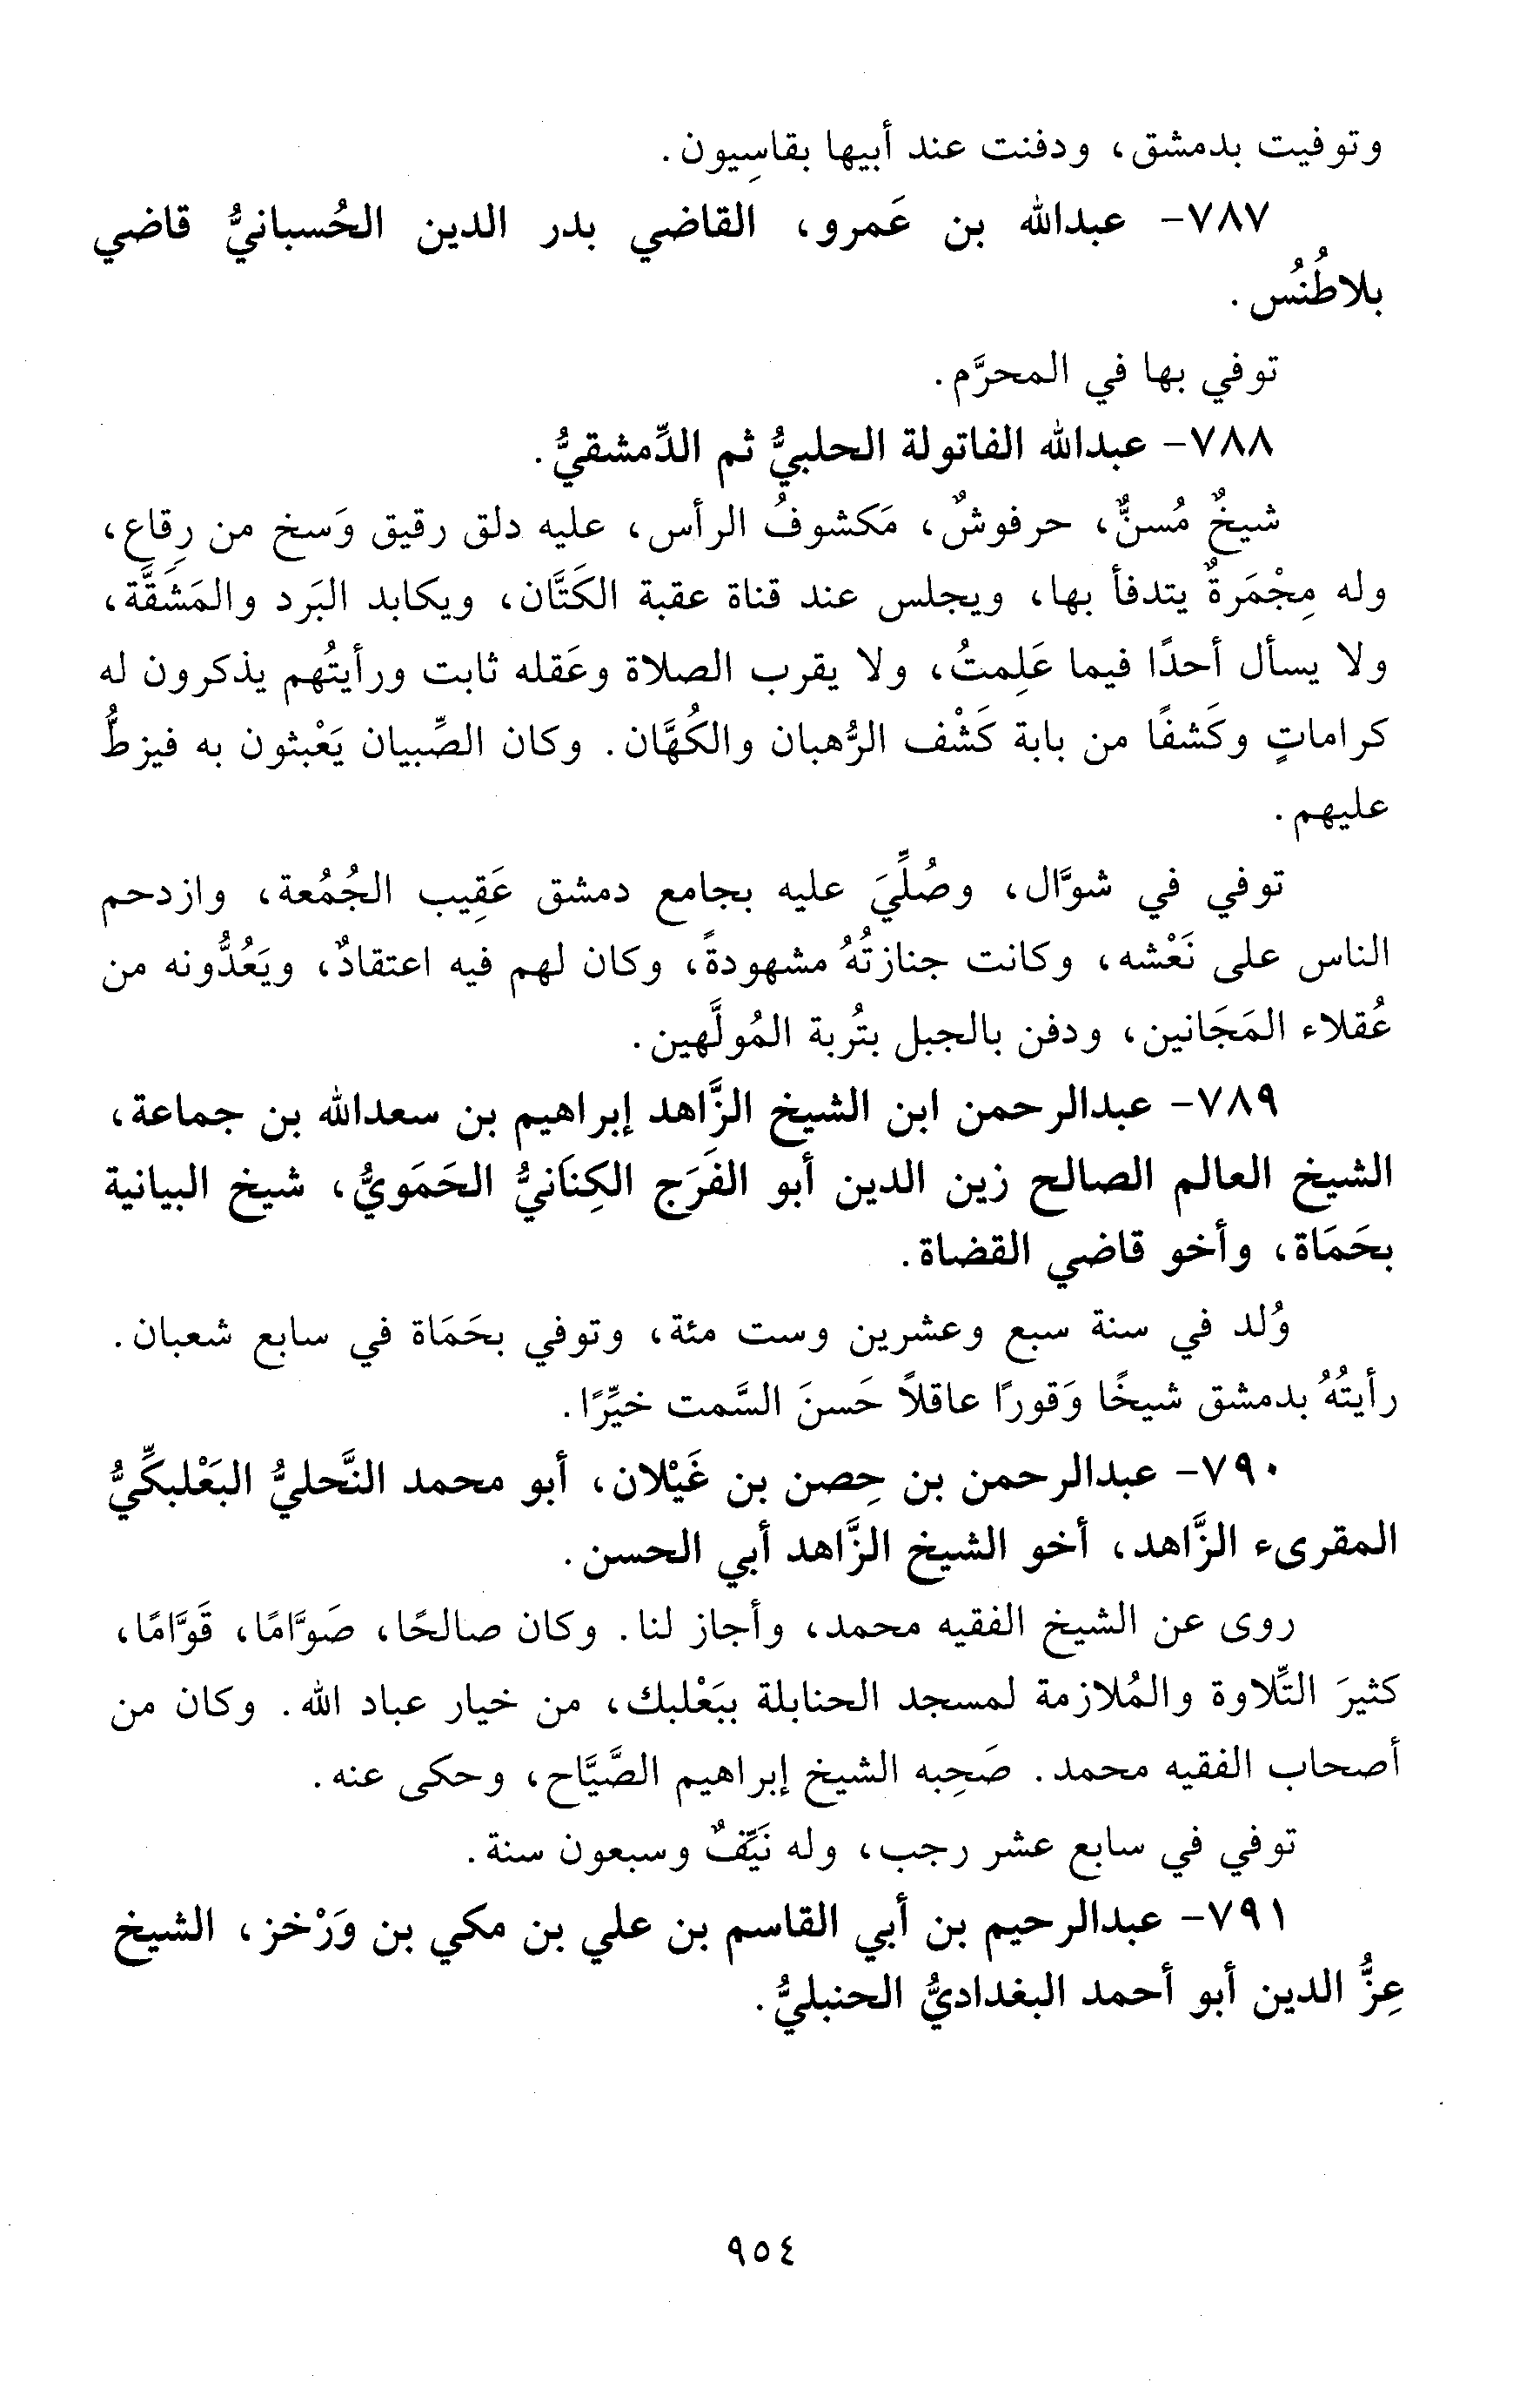 وتوفيت بدمشق، ودفنت عند أبيها بقاسِيون.
٧٨٧- عبدالله بن عَمرو، القاضي بدر الدين الحُسبانيُّ قاضي
بلاطُنُس.
توفي بها في المحرَّم.
٧٨٨- عبدالله الفاتولة الحلبيُّ ثم الدِّمشقيُّ.
شيخٌ مُسنٌّ، حرفوشٌ، مَكشوفُ الرأس، عليه دلق رقيق وَسخ من رِقاع،
وله مِجْمَرةٌ يتدفأ بها، ويجلس عند قناة عقبة الكَتَّان، ويكابد البَرد والمَشَقَّة،
ولا يسأل أحدًا فيما عَلِمتُ، ولا يقرب الصلاة وعَقله ثابت ورأيتُهم يذكرون له
كراماتٍ وكَشفًا من بابة كَشْف الرُّهبان والكُهَّان. وكان الصِّبيان يَعْبثون به فيزطُّ
عليهم.
توفي في شوَّال، وصُلِّيَ عليه بجامع دمشق عَقِيب الجُمُعة، وازدحم
الناس على نَعْشه، وكانت جنازتُهُ مشهودةً، وكان لهم فيه اعتقادٌ، ويَعُدُّونه من
عُقلاء المَجَانين، ودفن بالجبل بتُربة المُولَّهين.
٧٨٩- عبدالرحمن ابن الشيخ الزَّاهد إبراهيم بن سعدالله بن جماعة،
الشيخ العالم الصالح زين الدين أبو الفَرَج الكِنَانيُّ الحَمَويُّ، شيخ البيانية
بحَمَاة، وأخو قاضي القضاة.
وُلد في سنة سبع وعشرين وست مئة، وتوفي بحَمَاة في سابع شعبان.
رأيتُهُ بدمشق شيخًا وَقورًا عاقلاً حَسنَ السَّمت خيِّرًا.
٧٩٠- عبدالرحمن بن حِصن بن غَيْلان، أبو محمد النَّحليُّ البَعْلبكِّيُّ
المقرىء الزَّاهد، أخو الشيخ الزَّاهد أبي الحسن.
روى عن الشيخ الفقيه محمد، وأجاز لنا. وكان صالحًا، صَوَّامًا، قَوَّامًا،
كثيرَ التِّلاوة والمُلازمة لمسجد الحنابلة ببَعْلبك، من خيار عباد الله. وكان من
أصحاب الفقيه محمد. صَحِبه الشيخ إبراهيم الصَّيَّاح، وحكى عنه.
توفي في سابع عشر رجب، وله نَيِّفٌ وسبعون سنة.
٧٩١- عبدالرحيم بن أبي القاسم بن علي بن مكي بن وَرْخز، الشيخ
عِزُّ الدين أبو أحمد البغداديُّ الحنبليُّ.
٩٥٤